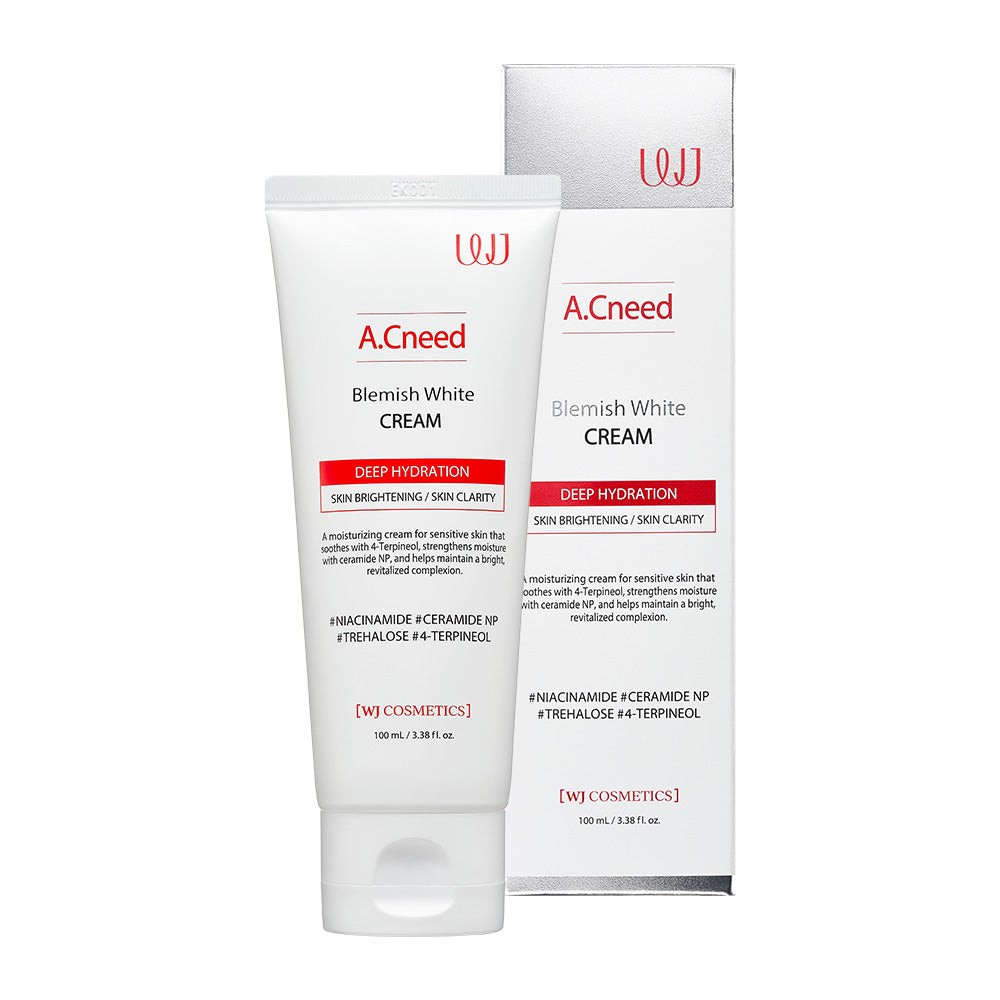 EK001
WJ
A.Cneed
Blemish White
CREAM
DEEP HYDRATION
SKIN BRIGHTENING / SKIN CLARITY
A moisturizing cream for sensitive skin that
soothes with 4-Terpineol, strengthens moisture
with ceramide NP, and helps maintain a bright,
revitalized complexion.
#NIACINAMIDE #CERAMIDE NP
#TREHALOSE #4-TERPINEOL
[WJ COSMETICS]
100 mL / 3.38 fl. oz.
WJ
A.Cneed
Blemish White
CREAM
DEEP HYDRATION
SKIN BRIGHTENING / SKIN CLARITY
A moisturizing cream for sensitive skin that
soothes with 4-Terpineol, strengthens moisture
with ceramide NP, and helps maintain a bright,
revitalized complexion.
#NIACINAMIDE #CERAMIDE NP
#TREHALOSE #4-TERPINEOL
[WJ COSMETICS]
100 mL / 3.38 fl. oz.